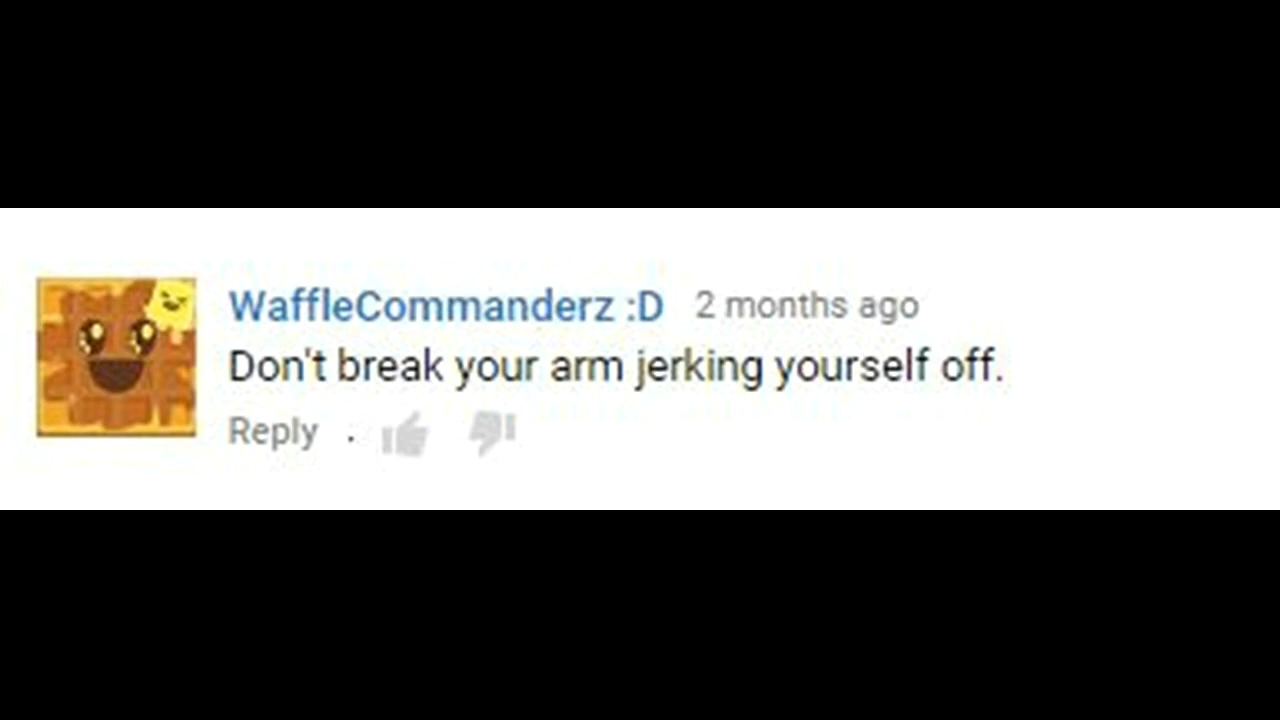 WaffleCommanderz :D 2 months ago
Don't break your arm jerking yourself off.
Reply .